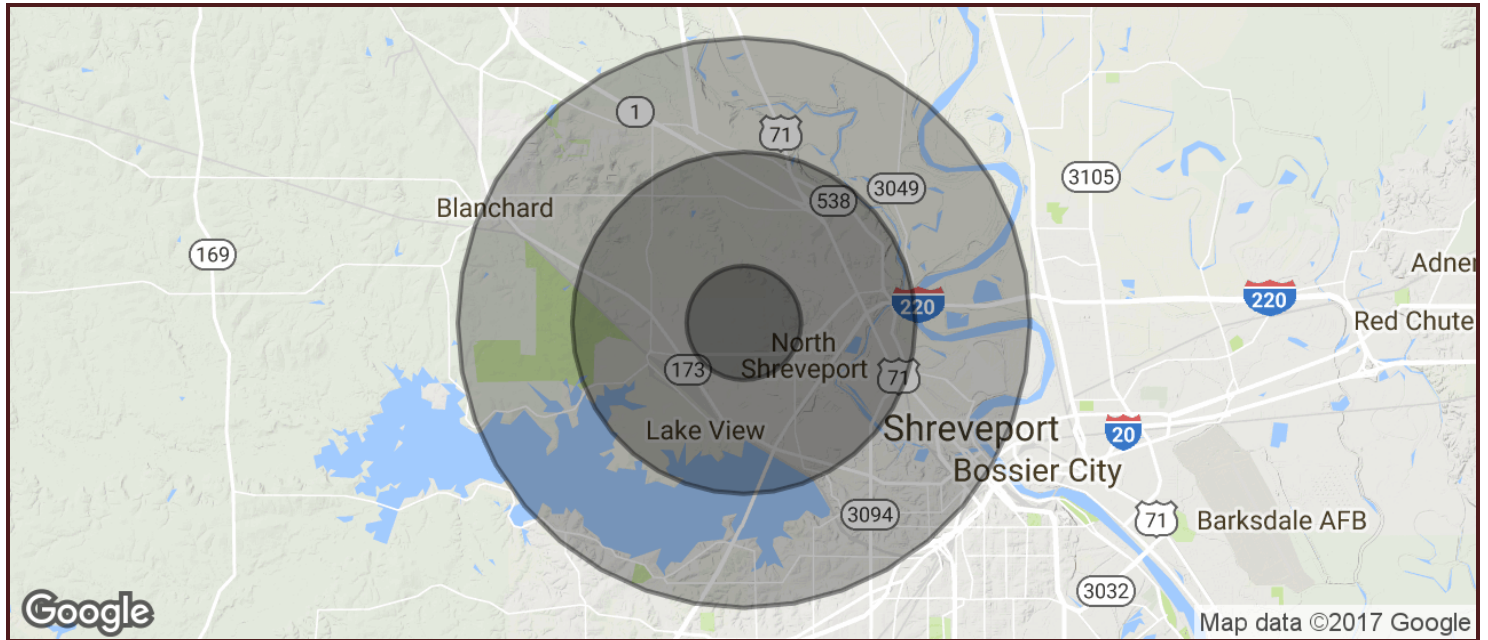 1
71
3105
538
3049
Blanchard
169
Adner
220
220
Red Chute
North
Shreveport
173
71
Lake View
Shreveport
20
Bossier City
3094
71
Barksdale AFB
3032
Google
Map data ©2017 Google